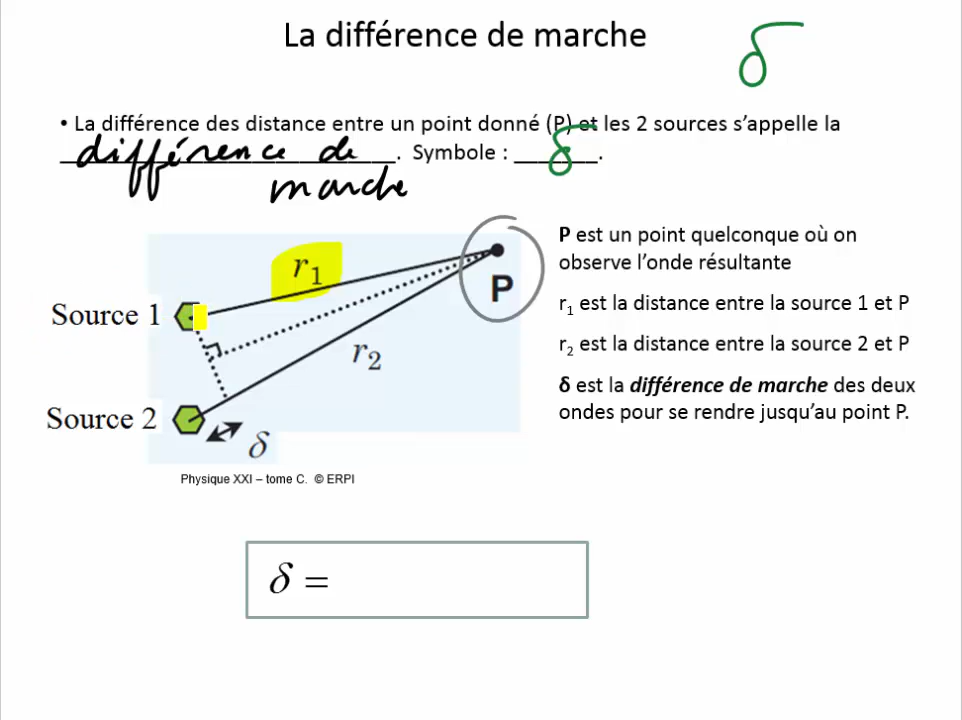 La différence de marche
δ
• La différence des distance entre un point donné (P) et les 2 sources s'appelle la
différence de ______. Symbole : δ.
marche
P est un point quelconque où on
observe l'onde résultante
r1 est la distance entre la source 1 et P
r2 est la distance entre la source 2 et P
δ est la différence de marche des deux
ondes pour se rendre jusqu'au point P.
r1
P
Source 1
r2
Source 2
δ
Physique XXI – tome C. © ERPI
δ =